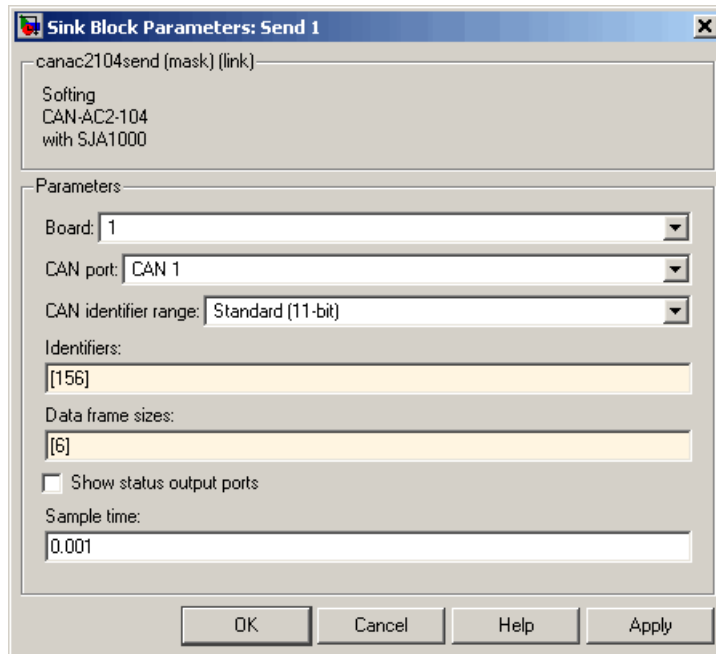 Sink Block Parameters: Send 1
canac2104send (mask) (link)
Softing
CAN-AC2-104
with SJA1000
Parameters
Board: 1
CAN port: CAN 1
CAN identifier range: Standard (11-bit)
Identifiers:
[156]
Data frame sizes:
[6]
Show status output ports
Sample time:
0.001
OK Cancel Help Apply